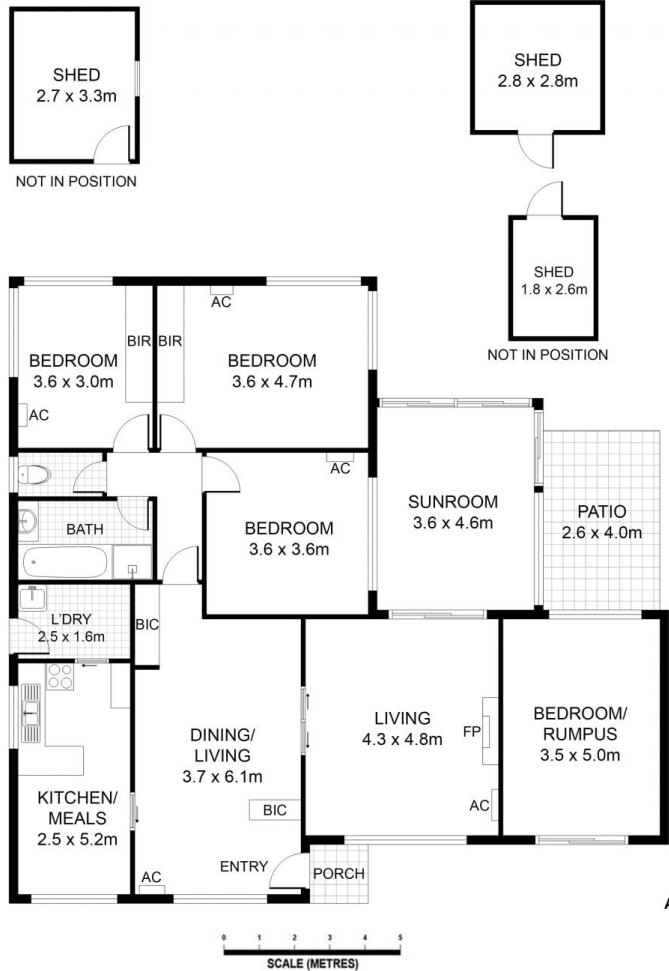 SHED
2.7 x 3.3m
NOT IN POSITION
SHED
2.8 x 2.8m
SHED
1.8 x 2.6m
NOT IN POSITION
BIR
BEDROOM
3.6 x 3.0m
AC
BIR
AC
BEDROOM
3.6 x 4.7m
AC
BEDROOM
3.6 x 3.6m
SUNROOM
3.6 x 4.6m
PATIO
2.6 x 4.0m
BATH
L'DRY
2.5 x 1.6m
BIC
DINING/
LIVING
3.7 x 6.1m
BIC
LIVING
4.3 x 4.8m
FP
AC
BEDROOM/
RUMPUS
3.5 x 5.0m
KITCHEN/
MEALS
2.5 x 5.2m
AC
ENTRY
PORCH
A
0 1 2 3 4 5
SCALE (METRES)